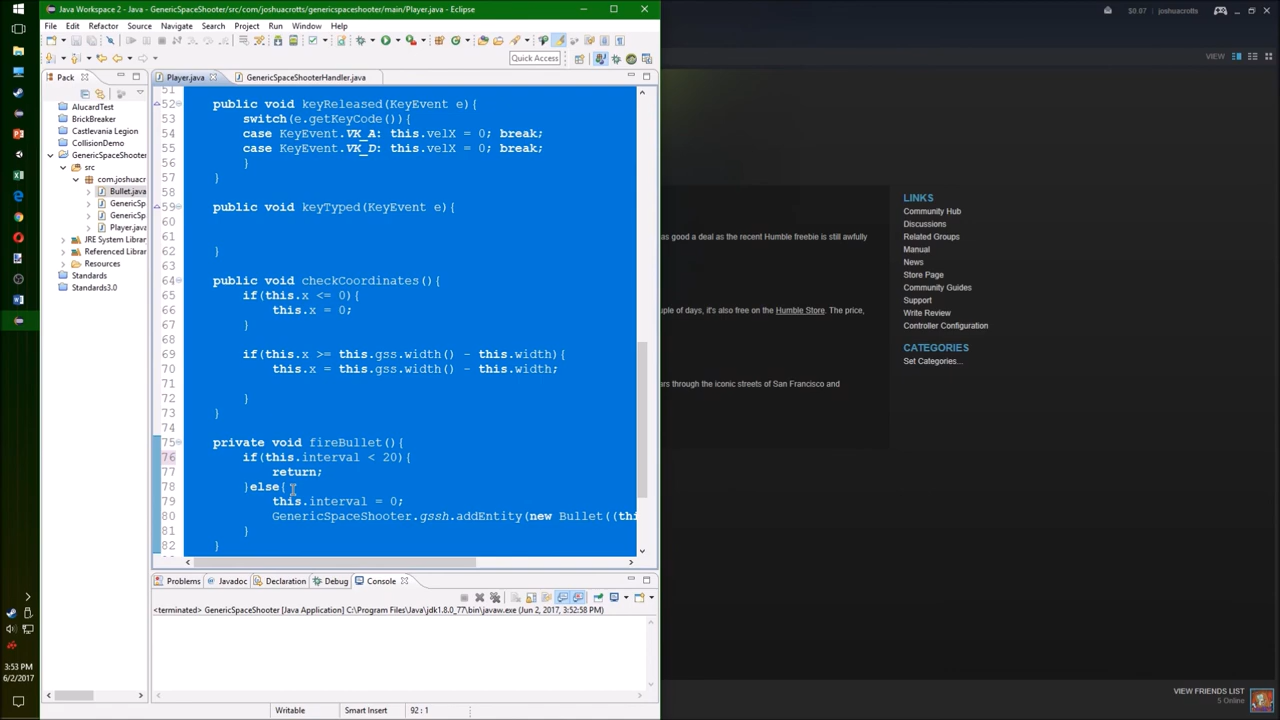 Java Workspace 2 - GenericSpaceShooter/src/com/joshuacrotts/genericspaceshooter/main/Player.java - Eclipse
File Edit Refactor Source Navigate Search Project Run Window Help
Quick Access
Pack
AlucardTest
BrickBreaker
Castlevania Legion
CollisionDemo
GenericSpaceShooter
src
com.joshuacr
Bullet.java
GenericSp
GenericSp
Player.java
JRE System Librar
Referenced Librar
Resources
Standards
Standards3.0
Player.java
GenericSpaceShooterHandler.java
51
52 public void keyReleased(KeyEvent e){
53 switch(e.getKeyCode()){
54 case KeyEvent.VK_A: this.velX = 0; break;
55 case KeyEvent.VK_D: this.velX = 0; break;
56 }
57 }
58
59 public void keyTyped(KeyEvent e){
60
61
62 }
63
64 public void checkCoordinates(){
65 if(this.x <= 0){
66 this.x = 0;
67 }
68
69 if(this.x >= this.gss.width() - this.width){
70 this.x = this.gss.width() - this.width;
71
72 }
73 }
74
75 private void fireBullet(){
76 if(this.interval < 20){
77 return;
78 }else{
79 this.interval = 0;
80 GenericSpaceShooter.gssh.addEntity(new Bullet((thi
81 }
82 }
Problems Javadoc Declaration Debug Console
<terminated> GenericSpaceShooter [Java Application] C:\Program Files\Java\jdk1.8.0_77\bin\javaw.exe (Jun 2, 2017, 3:52:58 PM)
Writable Smart Insert 92 : 1
3:53 PM
6/2/2017
$0.07 joshuacrotts
VIEW
as good a deal as the recent Humble freebie is still awfully
uple of days, it's also free on the Humble Store. The price,
ars through the iconic streets of San Francisco and
LINKS
Community Hub
Discussions
Related Groups
Manual
News
Store Page
Community Guides
Support
Write Review
Controller Configuration
CATEGORIES
Set Categories...
VIEW FRIENDS LIST
5 Online